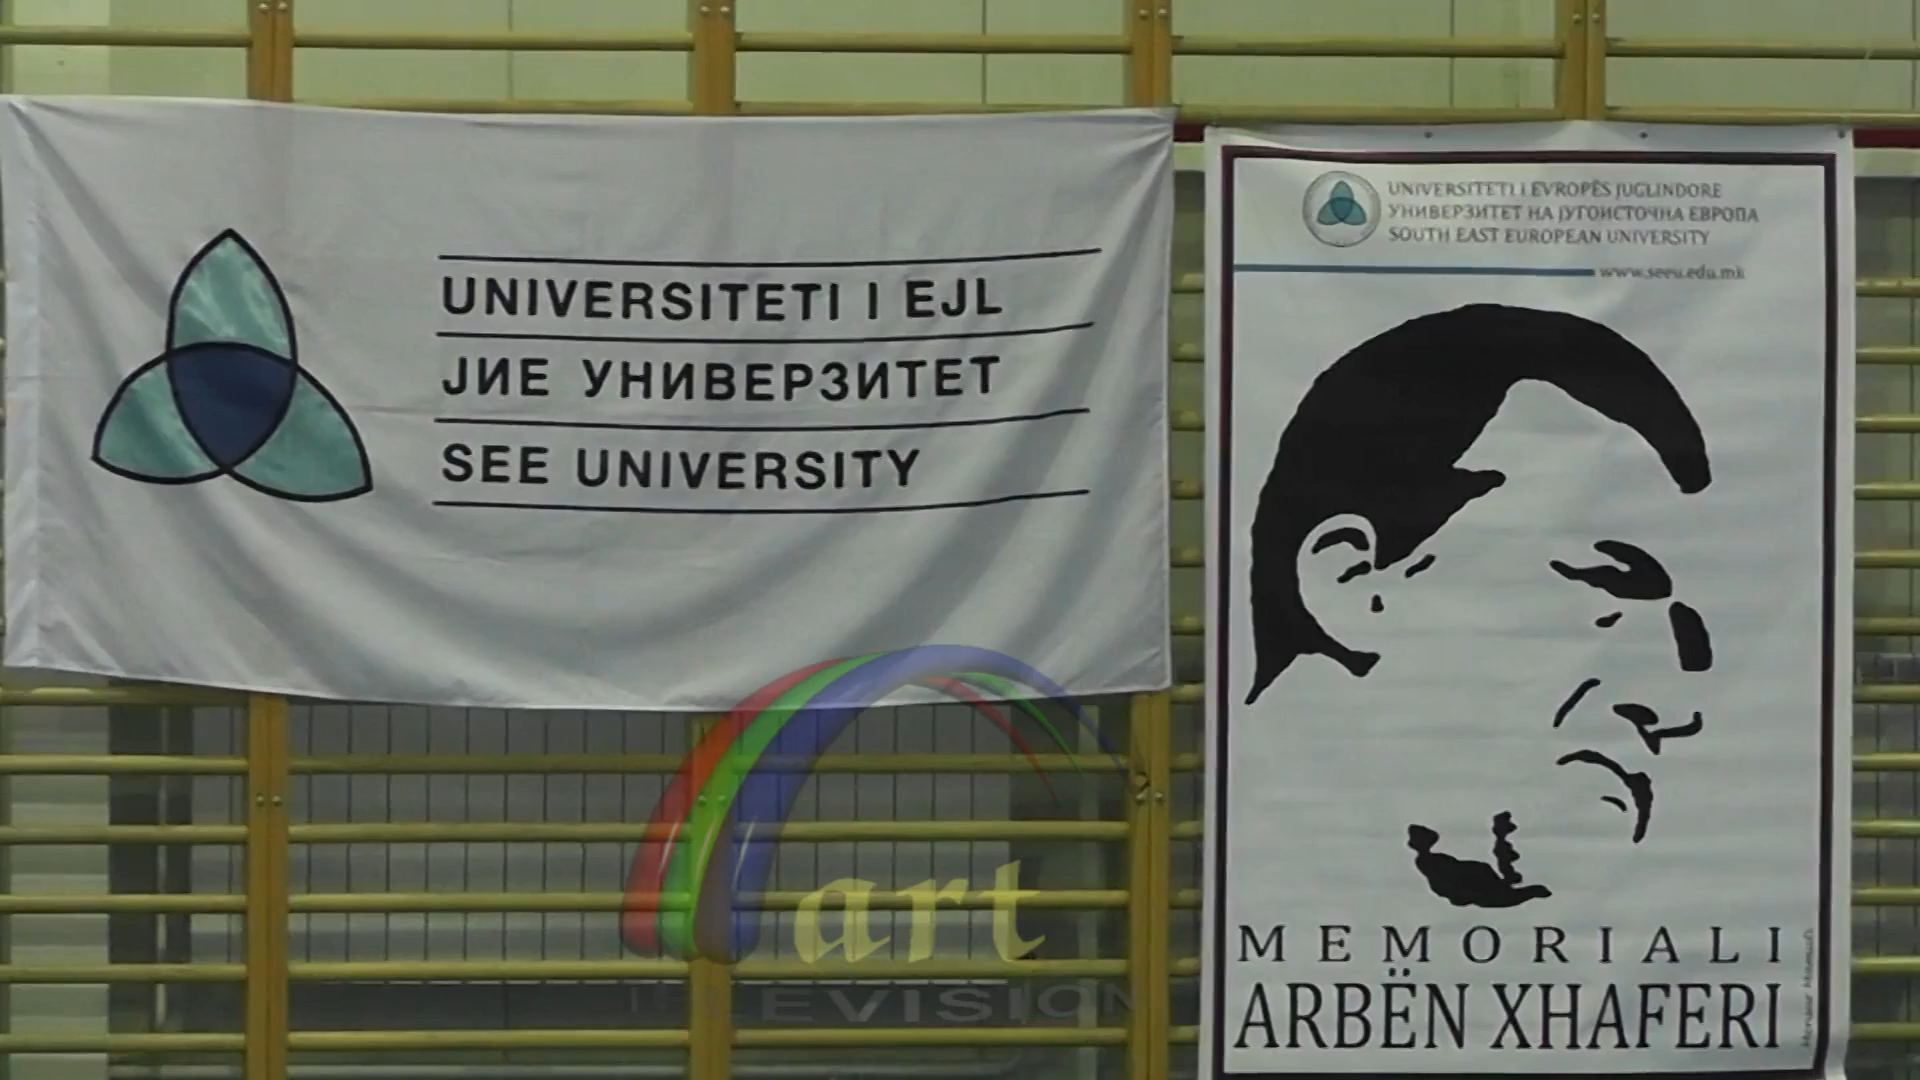 UNIVERSITETI I EJL
ЈИЕ УНИВЕРЗИТЕТ
SEE UNIVERSITY
UNIVERSITETI I EVROPËS JUGLINDORE
УНИВЕРЗИТЕТ НА ЈУГОИСТОЧНА ЕВРОПА
SOUTH EAST EUROPEAN UNIVERSITY
www.seeu.edu.mk
MEMORIALI
ARBËN XHAFERI
art
TELEVISION